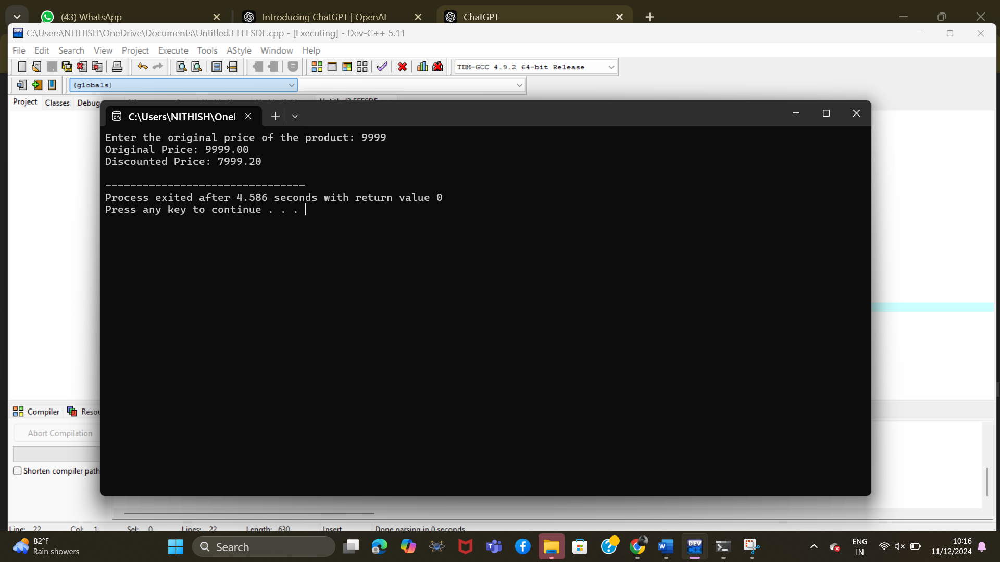 (43) WhatsApp
Introducing ChatGPT | OpenAI
ChatGPT
C:\Users\NITHISH\OneDrive\Documents\Untitled3 EFESDF.cpp - [Executing] - Dev-C++ 5.11
File Edit Search View Project Execute Tools AStyle Window Help
TDM-GCC 4.9.2 64-bit Release
(globals)
Project Classes Debug
C:\Users\NITHISH\OneI
Enter the original price of the product: 9999
Original Price: 9999.00
Discounted Price: 7999.20
--------------------------------
Process exited after 4.586 seconds with return value 0
Press any key to continue . . .
Compiler Resou
Abort Compilation
Shorten compiler path
Line: 22 Col: 1 Sel: 0 Lines: 22 Length: 630 Insert Done parsing in 0 seconds
82°F
Rain showers
Search
DEV
ENG
IN
10:16
11/12/2024